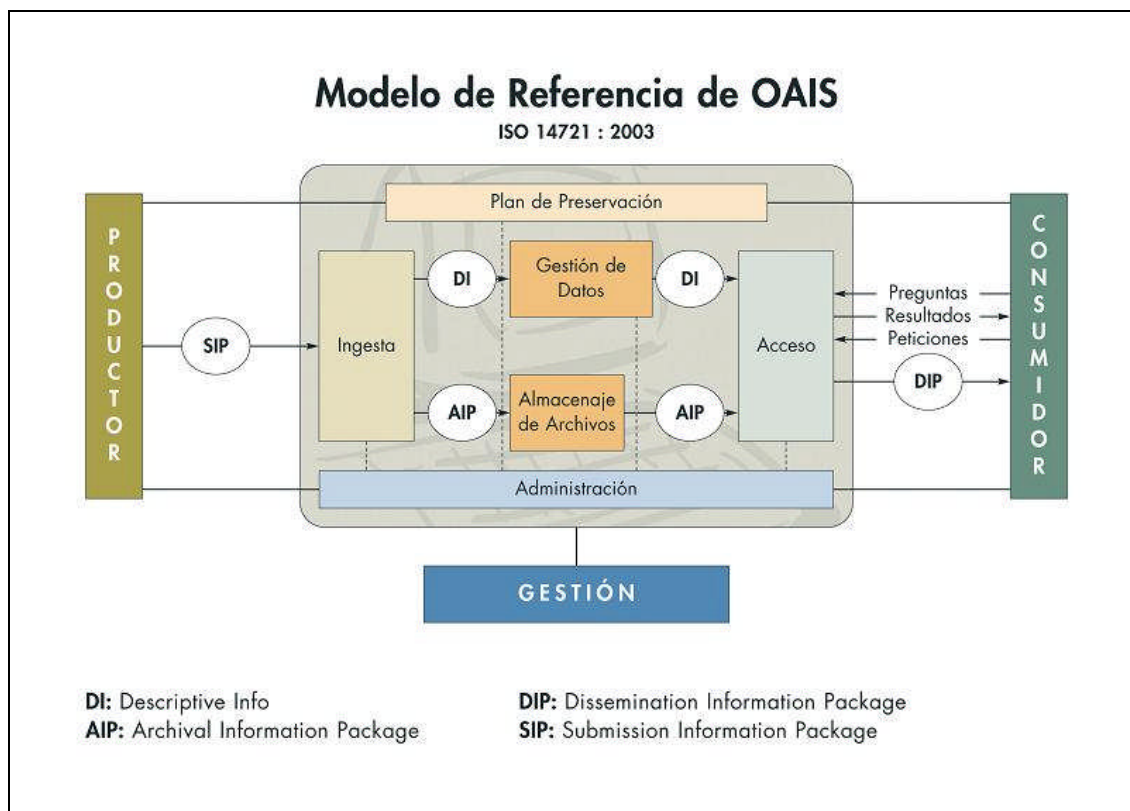 Modelo de Referencia de OAIS
ISO 14721 : 2003
Plan de Preservación
PRODUCTOR
SIP
Ingesta
DI
Gestión de
Datos
DI
AIP
Almacenaje
de Archivos
AIP
Acceso
Preguntas
Resultados
Peticiones
DIP
CONSUMIDOR
Administración
GESTIÓN
DI: Descriptive Info
AIP: Archival Information Package
DIP: Dissemination Information Package
SIP: Submission Information Package